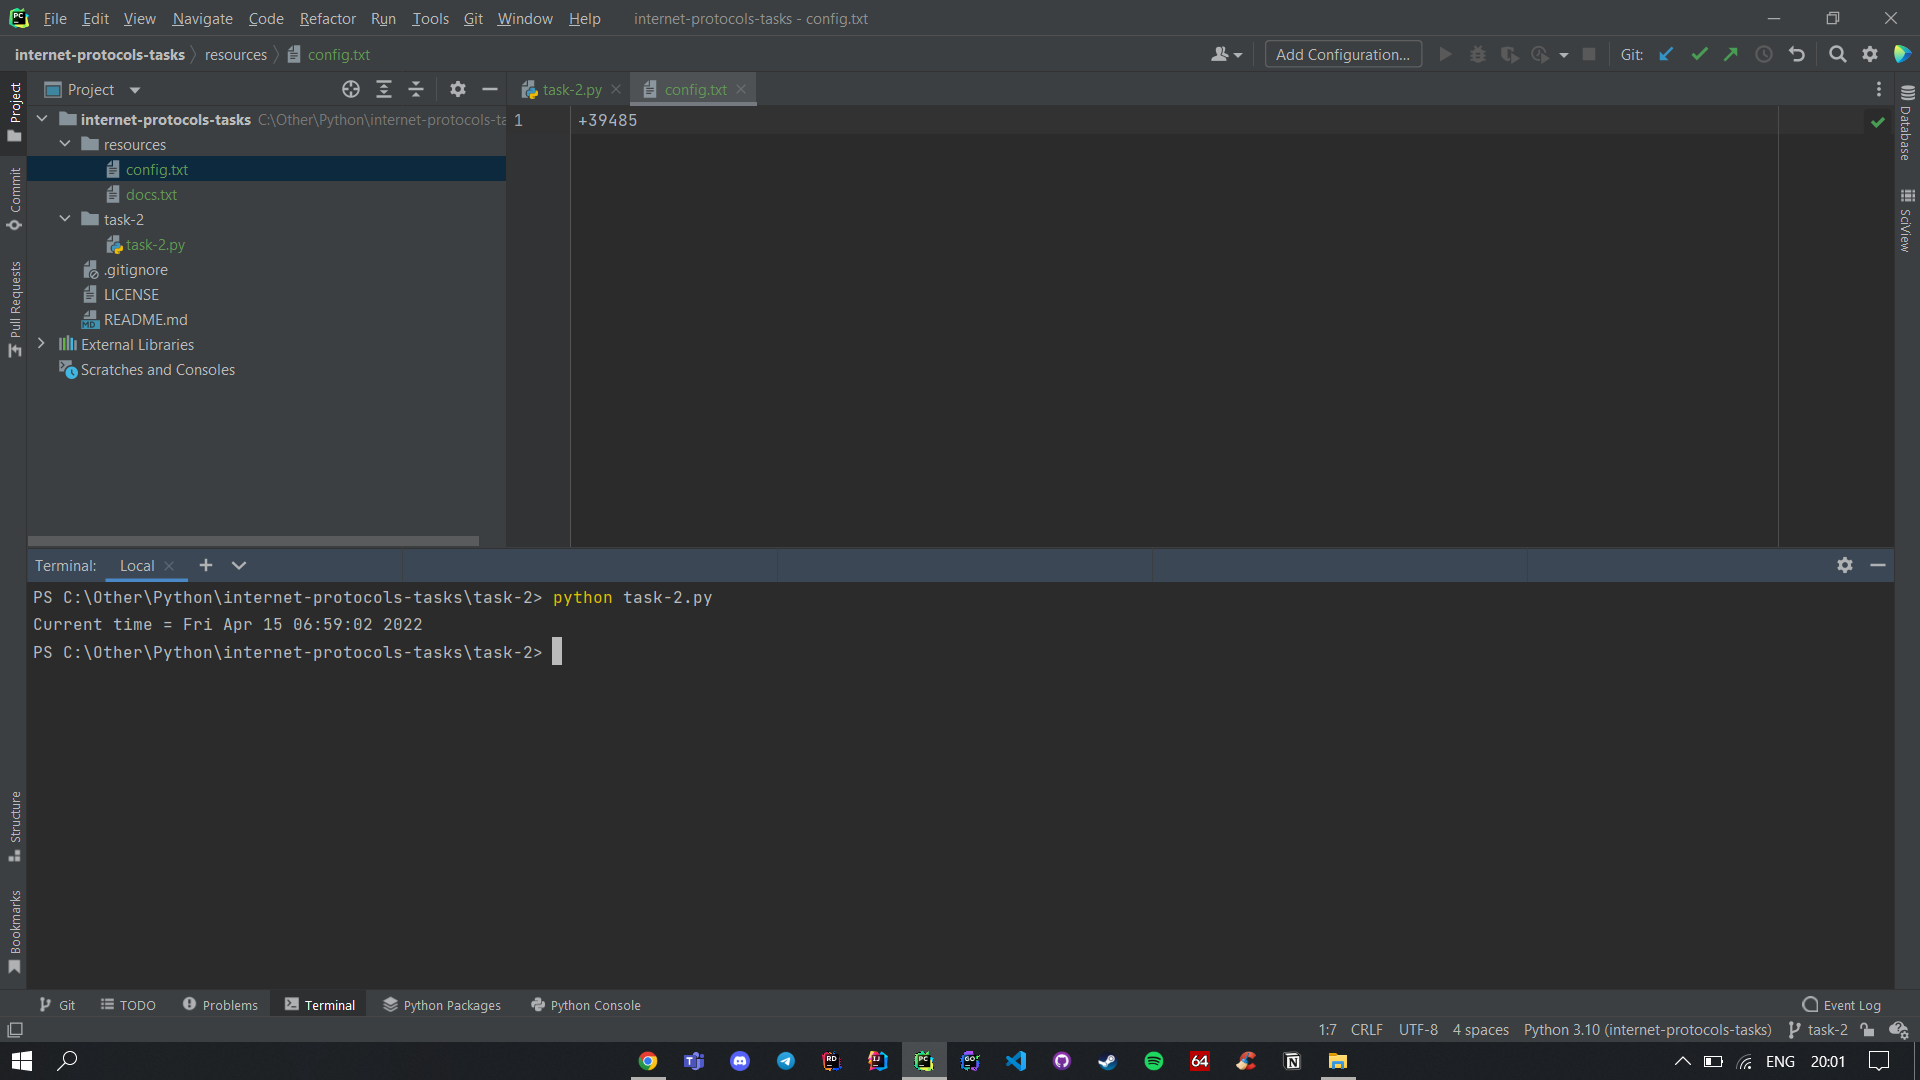 File Edit View Navigate Code Refactor Run Tools Git Window Help internet-protocols-tasks - config.txt
internet-protocols-tasks resources config.txt Add Configuration... Git:
Project task-2.py config.txt
internet-protocols-tasks C:\Other\Python\internet-protocols-ta
1 +39485
resources
config.txt
docs.txt
task-2
task-2.py
.gitignore
LICENSE
README.md
External Libraries
Scratches and Consoles
Project
Commit
Pull Requests
Structure
Bookmarks
Database
SciView
Terminal: Local
PS C:\Other\Python\internet-protocols-tasks\task-2> python task-2.py
Current time = Fri Apr 15 06:59:02 2022
PS C:\Other\Python\internet-protocols-tasks\task-2>
Git TODO Problems Terminal Python Packages Python Console Event Log
1:7 CRLF UTF-8 4 spaces Python 3.10 (internet-protocols-tasks) task-2
ENG 20:01